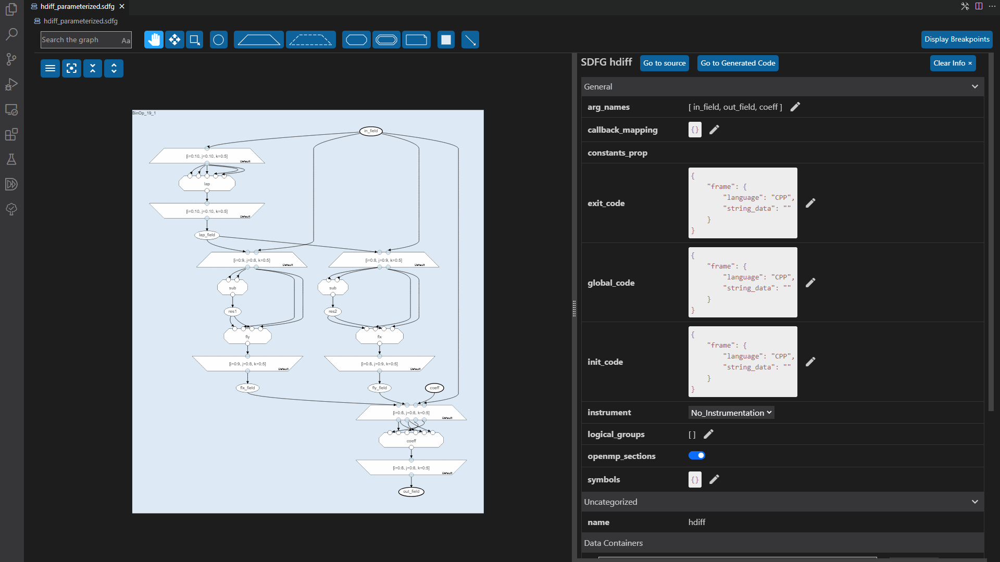 hdiff_parameterized.sdfg ✕
hdiff_parameterized.sdfg
Search the graph Aa
Display Breakpoints
SDFG hdiff Go to source Go to Generated Code Clear Info ×
General
arg_names [ in_field, out_field, coeff ]
callback_mapping {}
constants_prop
exit_code
{
"frame": {
"language": "CPP",
"string_data": ""
}
}
global_code
{
"frame": {
"language": "CPP",
"string_data": ""
}
}
init_code
{
"frame": {
"language": "CPP",
"string_data": ""
}
}
instrument No_Instrumentation
logical_groups [ ]
openmp_sections
symbols {}
Uncategorized
name hdiff
Data Containers
BinOp_19_1
in_field
[i=0:10, j=0:10, k=0:5]
Default
lap
[i=0:10, j=0:10, k=0:5]
Default
lap_field
[i=0:9, j=0:8, k=0:5] [i=0:8, j=0:9, k=0:5]
Default Default
sub sub
res1 res2
fly flx
[i=0:9, j=0:8, k=0:5] [i=0:8, j=0:9, k=0:5]
Default Default
flx_field fly_field coeff
[i=0:8, j=0:8, k=0:5]
Default
coeff
[i=0:8, j=0:8, k=0:5]
Default
out_field